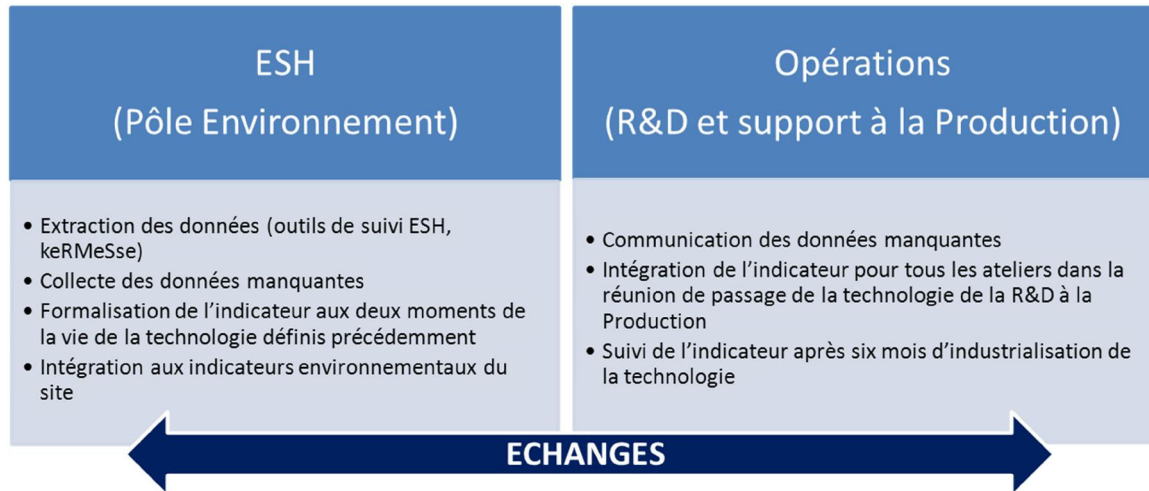 ESH
(Pôle Environnement)
• Extraction des données (outils de suivi ESH,
keRMeSse)
• Collecte des données manquantes
• Formalisation de l'indicateur aux deux moments de
la vie de la technologie définis précédemment
• Intégration aux indicateurs environnementaux du
site
Opérations
(R&D et support à la Production)
• Communication des données manquantes
• Intégration de l'indicateur pour tous les ateliers dans la
réunion de passage de la technologie de la R&D à la
Production
• Suivi de l'indicateur après six mois d'industrialisation de
la technologie
ECHANGES